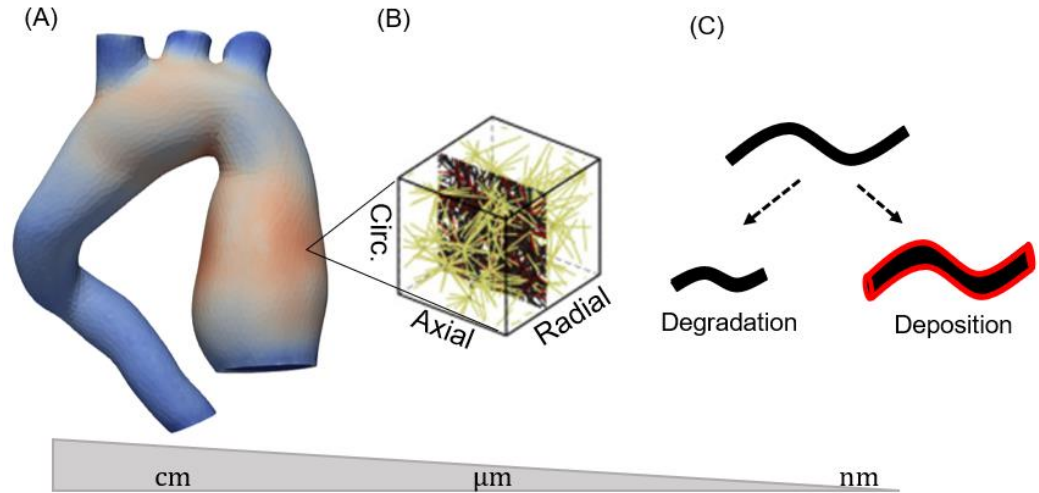 (A)
(B)
(C)
Circ.
Axial
Radial
Degradation
Deposition
cm
μm
nm